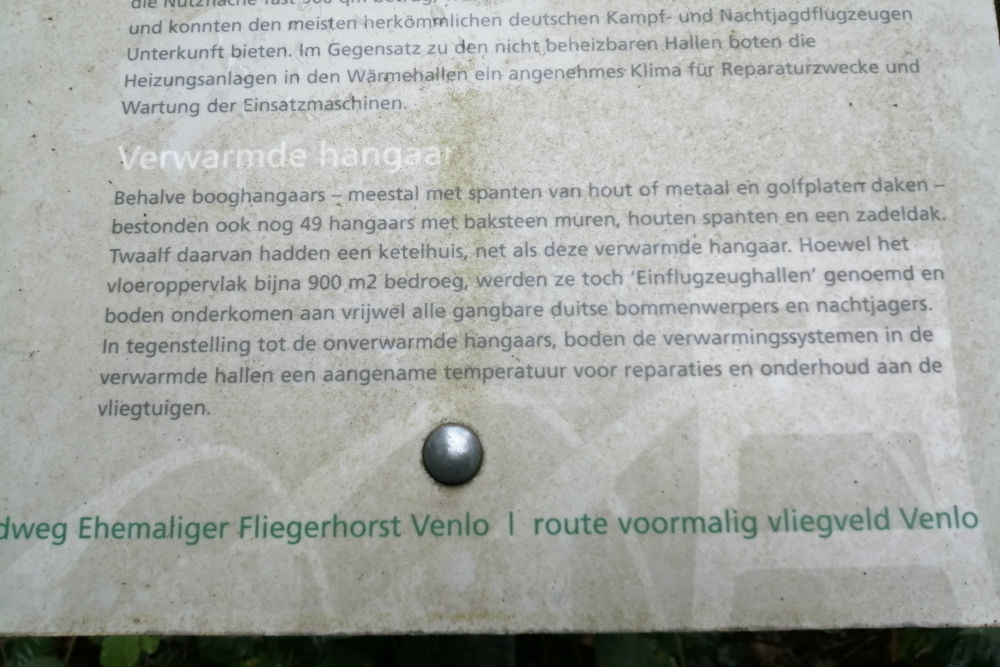 die Nutzfläche fast 900 qm betrug,
und konnten den meisten herkömmlichen deutschen Kampf- und Nachtjagdflugzeugen
Unterkunft bieten. Im Gegensatz zu den nicht beheizbaren Hallen boten die
Heizungsanlagen in den Wärmehallen ein angenehmes Klima für Reparaturzwecke und
Wartung der Einsatzmaschinen.
Verwarmde hangaar
Behalve booghangaars – meestal met spanten van hout of metaal en golfplaten daken –
bestonden ook nog 49 hangaars met baksteen muren, houten spanten en een zadeldak.
Twaalf daarvan hadden een ketelhuis, net als deze verwarmde hangaar. Hoewel het
vloeroppervlak bijna 900 m2 bedroeg, werden ze toch ‘Einflugzeughallen’ genoemd en
boden onderkomen aan vrijwel alle gangbare duitse bommenwerpers en nachtjagers.
In tegenstelling tot de onverwarmde hangaars, boden de verwarmingssystemen in de
verwarmde hallen een aangename temperatuur voor reparaties en onderhoud aan de
vliegtuigen.
dweg Ehemaliger Fliegerhorst Venlo | route voormalig vliegveld Venlo